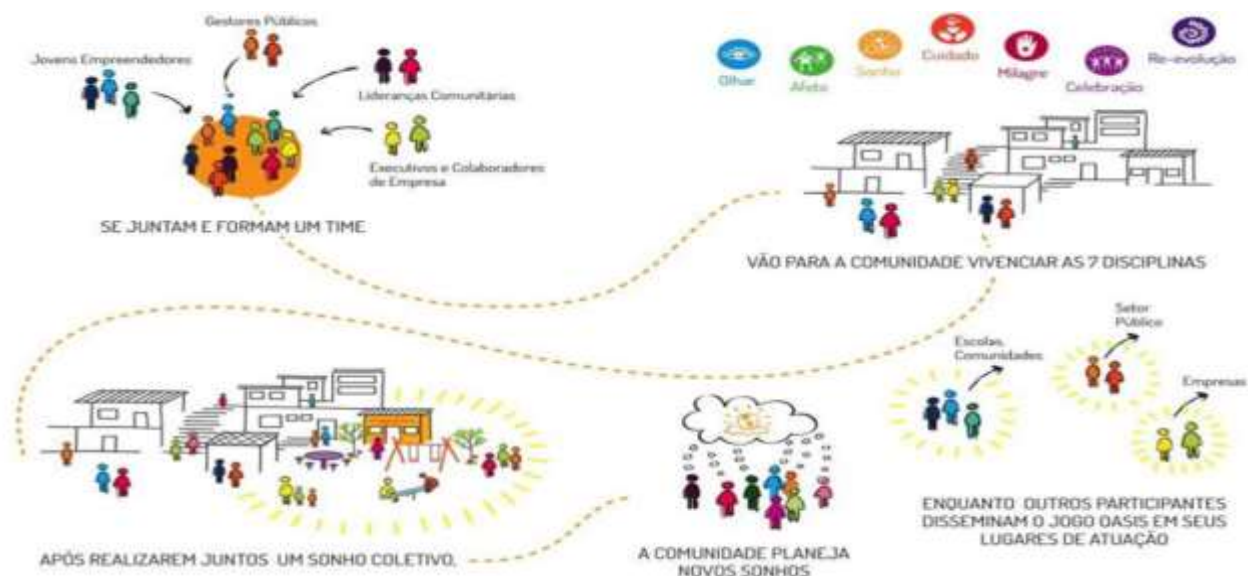 Gestores Públicos
Jovens Empreendedores
Lideranças Comunitárias
Executivos e Colaboradores
de Empresa
SE JUNTAM E FORMAM UM TIME
Olhar
Afeto
Sonho
Cuidado
Milagre
Celebração
Re-evolução
VÃO PARA A COMUNIDADE VIVENCIAR AS 7 DISCIPLINAS
APÓS REALIZAREM JUNTOS UM SONHO COLETIVO,
A COMUNIDADE PLANEJA
NOVOS SONHOS
Escolas,
Comunidades
Setor
Público
Empresas
ENQUANTO OUTROS PARTICIPANTES
DISSEMINAM O JOGO OASIS EM SEUS
LUGARES DE ATUAÇÃO